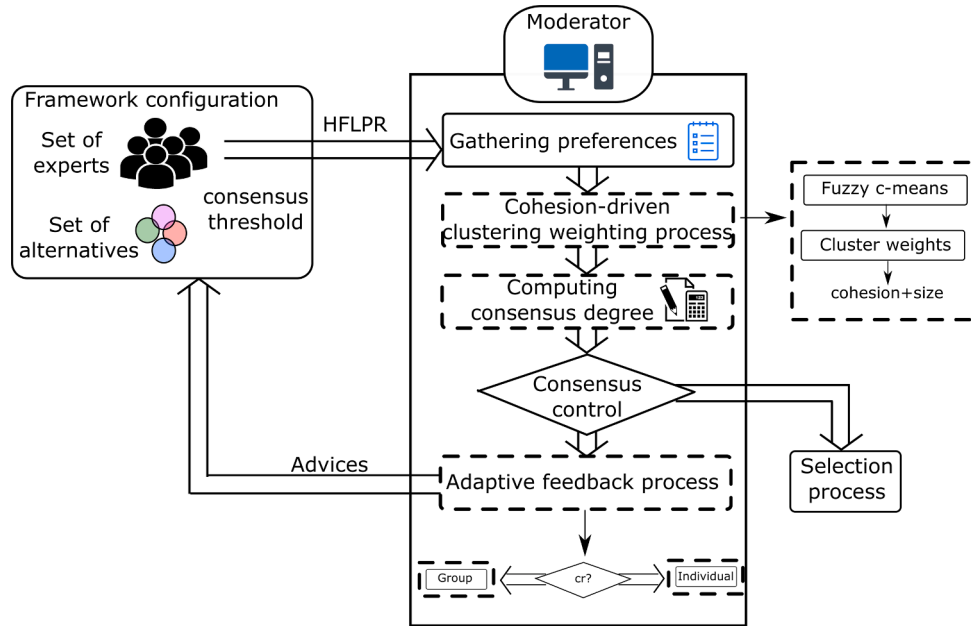 Moderator
Framework configuration
Set of
experts
consensus
threshold
Set of
alternatives
HFLPR
Gathering preferences
Cohesion-driven
clustering weighting process
Fuzzy c-means
Cluster weights
cohesion+size
Computing
consensus degree
Consensus
control
Selection
process
Advices
Adaptive feedback process
Group
cr?
Individual